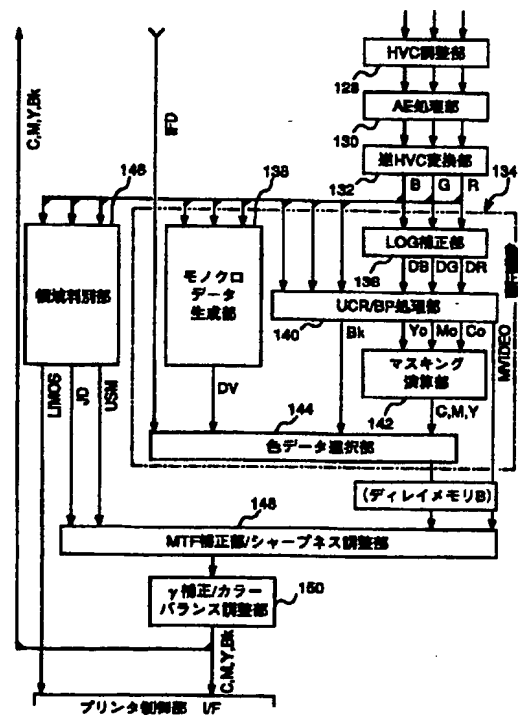 HVC調整部
128
AE処理部
130
逆HVC変換部
132
B G R
134
C,M,Y,Bk
IFD
146
138
領域判別部
モノクロ
データ
生成部
LOG補正部
136
DB DG DR
UCR/BP処理部
140
Bk
Yo Mo Co
マスキング
演算部
142
C,M,Y
MVIDEO
LIMOS
JD
USM
DV
144
色データ選択部
(ディレイメモリB)
148
MTF補正部/シャープネス調整部
γ補正/カラー
バランス調整部
150
C,M,Y,Bk
プリンタ制御部 I/F